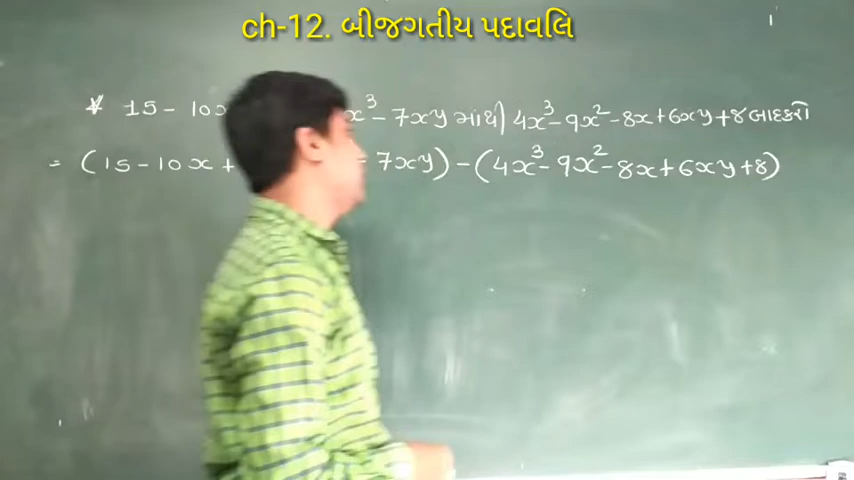 ch-12. બીજગતીય પદાવલિ
* 15 - 10x x³ - 7xy માંથી 4x³ - 9x² - 8x + 6xy + 8 બાદ કરો
= (15 - 10x + - 7xy) - (4x³ - 9x² - 8x + 6xy + 8)